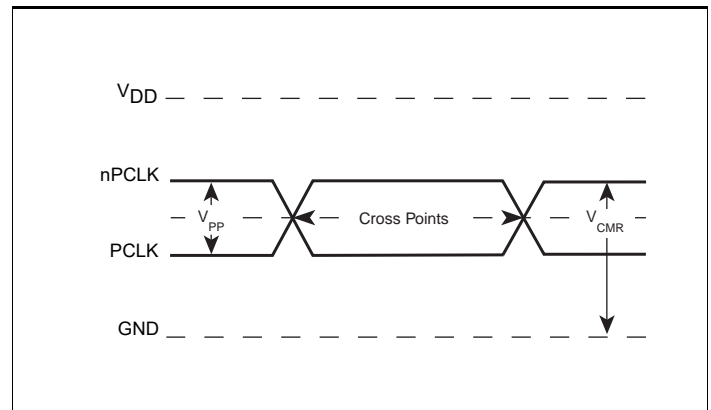 VDD
nPCLK
VPP
Cross Points
VCMR
PCLK
GND